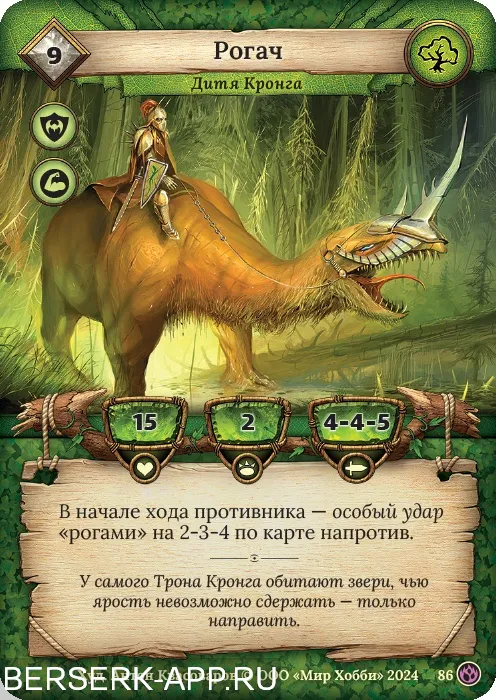 9
Рогач
Дитя Кронга
15
2
4-4-5
В начале хода противника — особый удар
«рогами» на 2-3-4 по карте напротив.
У самого Трона Кронга обитают звери, чью
ярость невозможно сдержать — только
направить.
© ООО «Мир Хобби» 2024
86
BERSERK-APP.RU